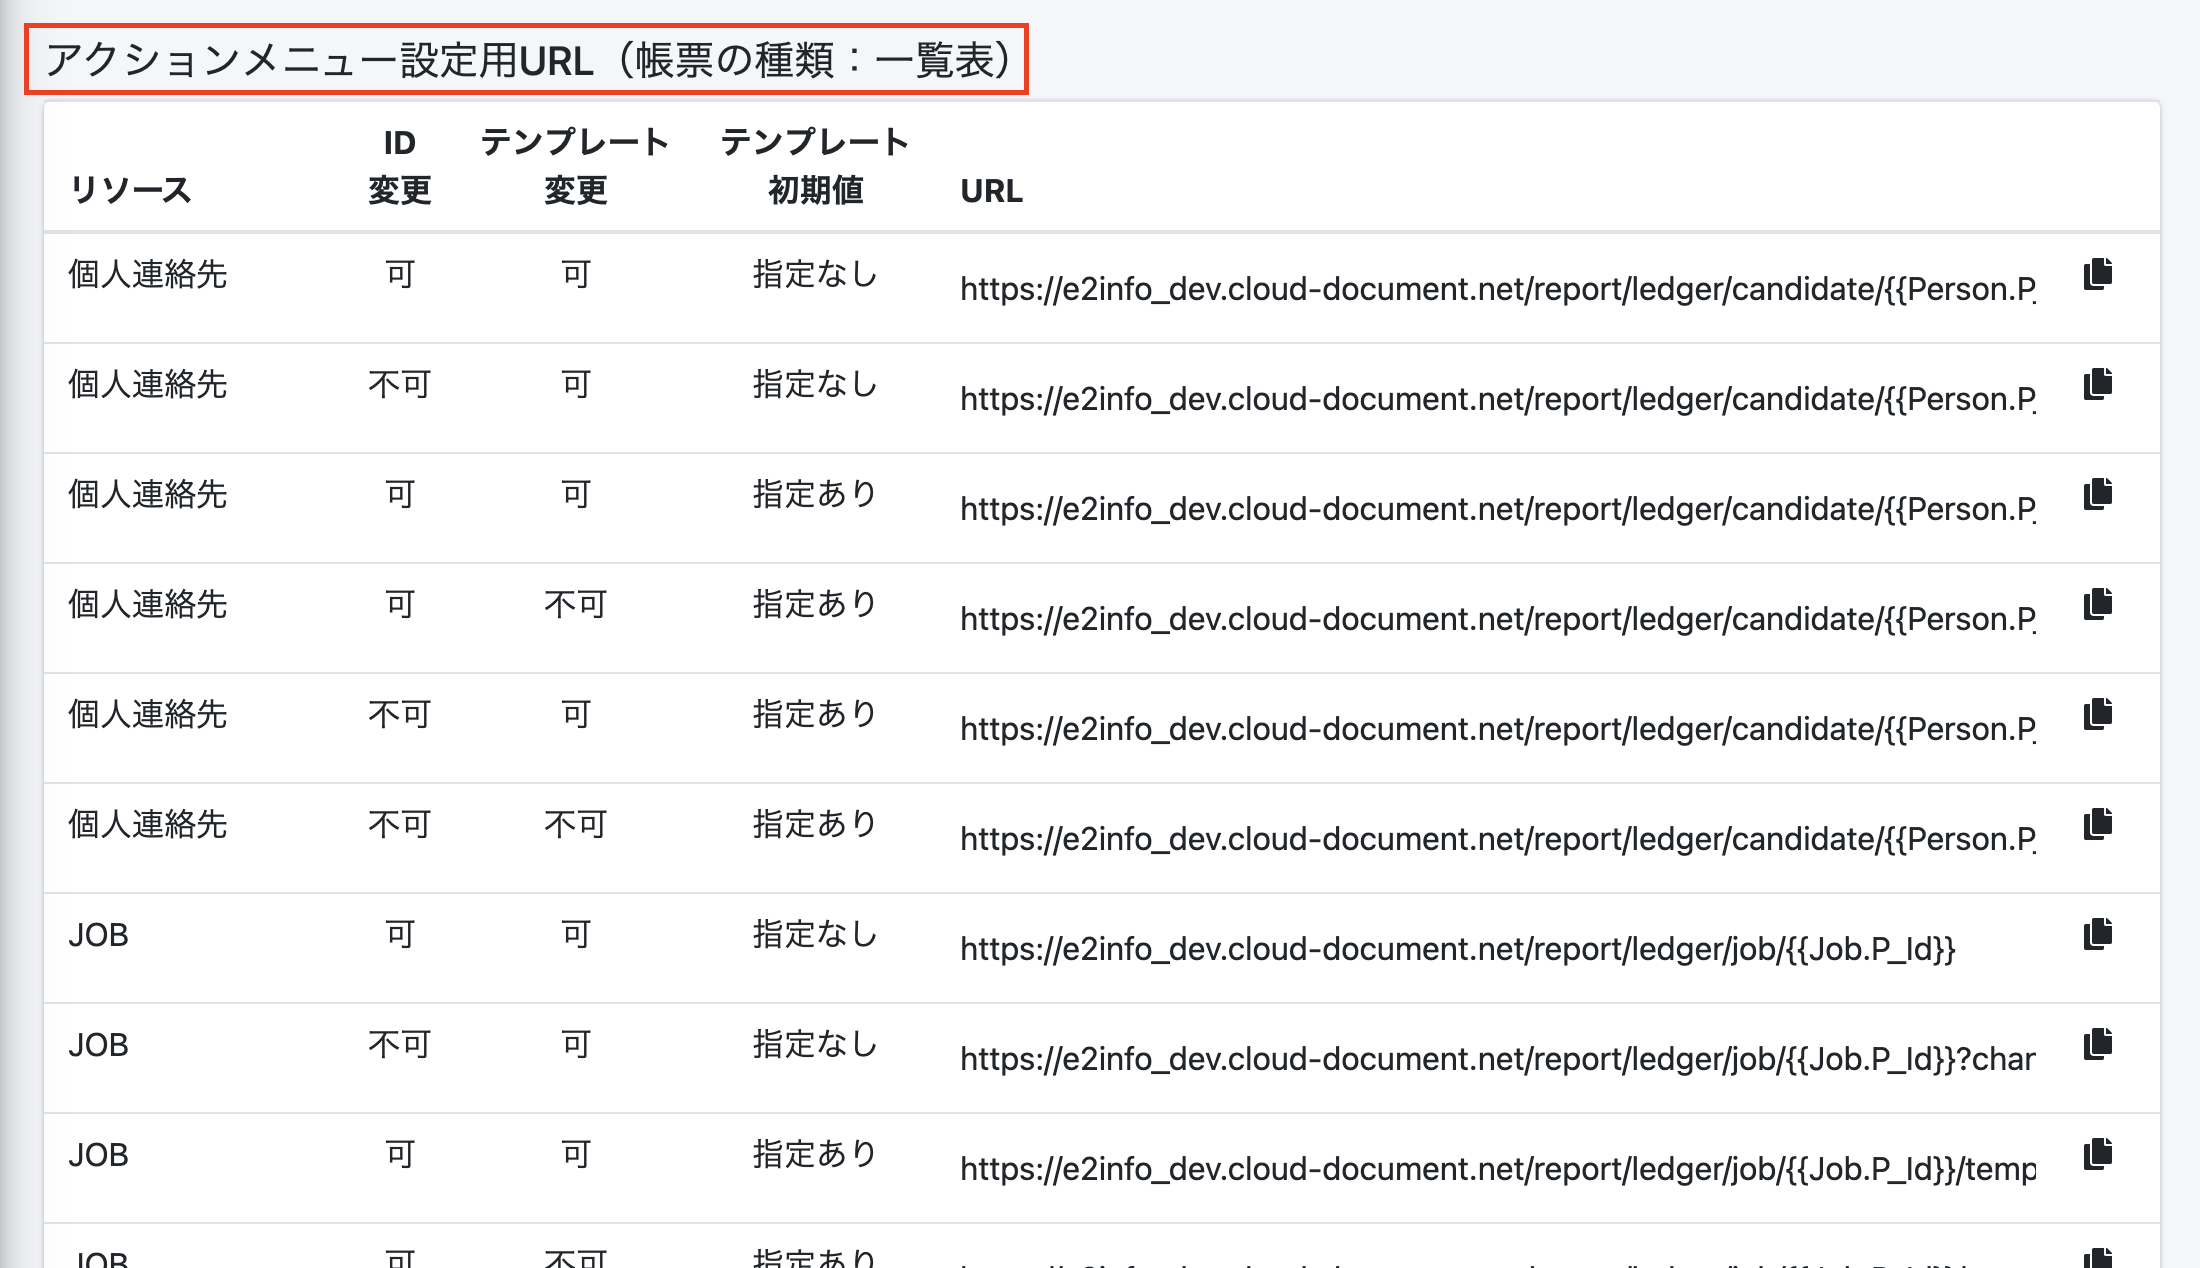 アクションメニュー設定用URL（帳票の種類：一覧表）
リソース ID変更 テンプレート変更 テンプレート初期値 URL
個人連絡先 可 可 指定なし https://e2info_dev.cloud-document.net/report/ledger/candidate/{{Person.P_
個人連絡先 不可 可 指定なし https://e2info_dev.cloud-document.net/report/ledger/candidate/{{Person.P_
個人連絡先 可 可 指定あり https://e2info_dev.cloud-document.net/report/ledger/candidate/{{Person.P_
個人連絡先 可 不可 指定あり https://e2info_dev.cloud-document.net/report/ledger/candidate/{{Person.P_
個人連絡先 不可 可 指定あり https://e2info_dev.cloud-document.net/report/ledger/candidate/{{Person.P_
個人連絡先 不可 不可 指定あり https://e2info_dev.cloud-document.net/report/ledger/candidate/{{Person.P_
JOB 可 可 指定なし https://e2info_dev.cloud-document.net/report/ledger/job/{{Job.P_Id}}
JOB 不可 可 指定なし https://e2info_dev.cloud-document.net/report/ledger/job/{{Job.P_Id}}?char
JOB 可 可 指定あり https://e2info_dev.cloud-document.net/report/ledger/job/{{Job.P_Id}}/temp
JOB 可 不可 指定あり